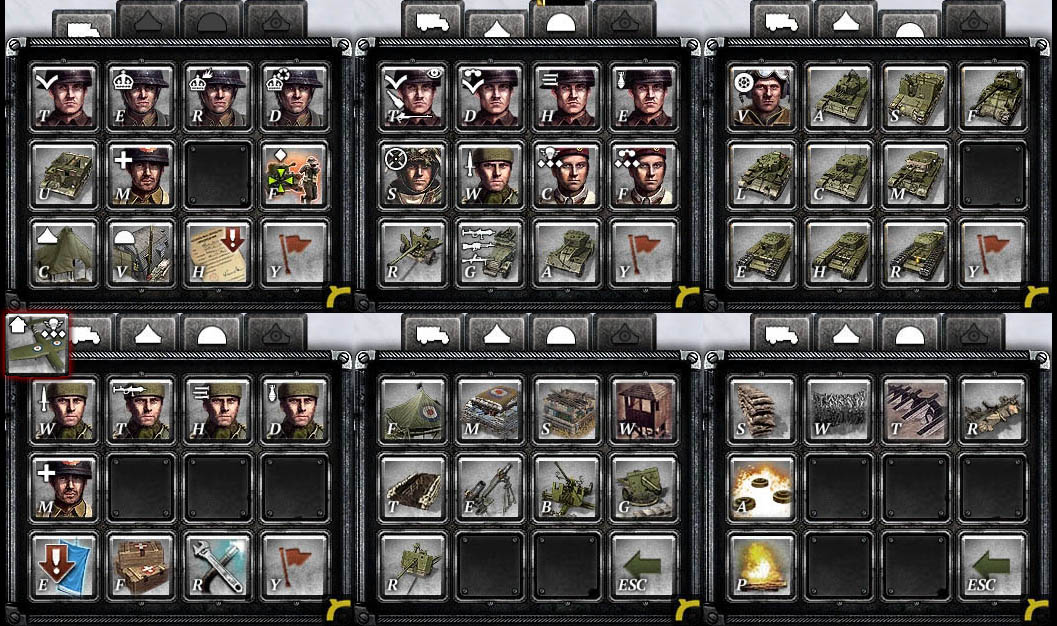 T E R D
U M F
C V H Y
T D H E
S W C F
R G A Y
V A S F
L C M
E H R Y
W T H D
M
E F R Y
F M S W
T E B G
R ESC
S W T R
A
P ESC